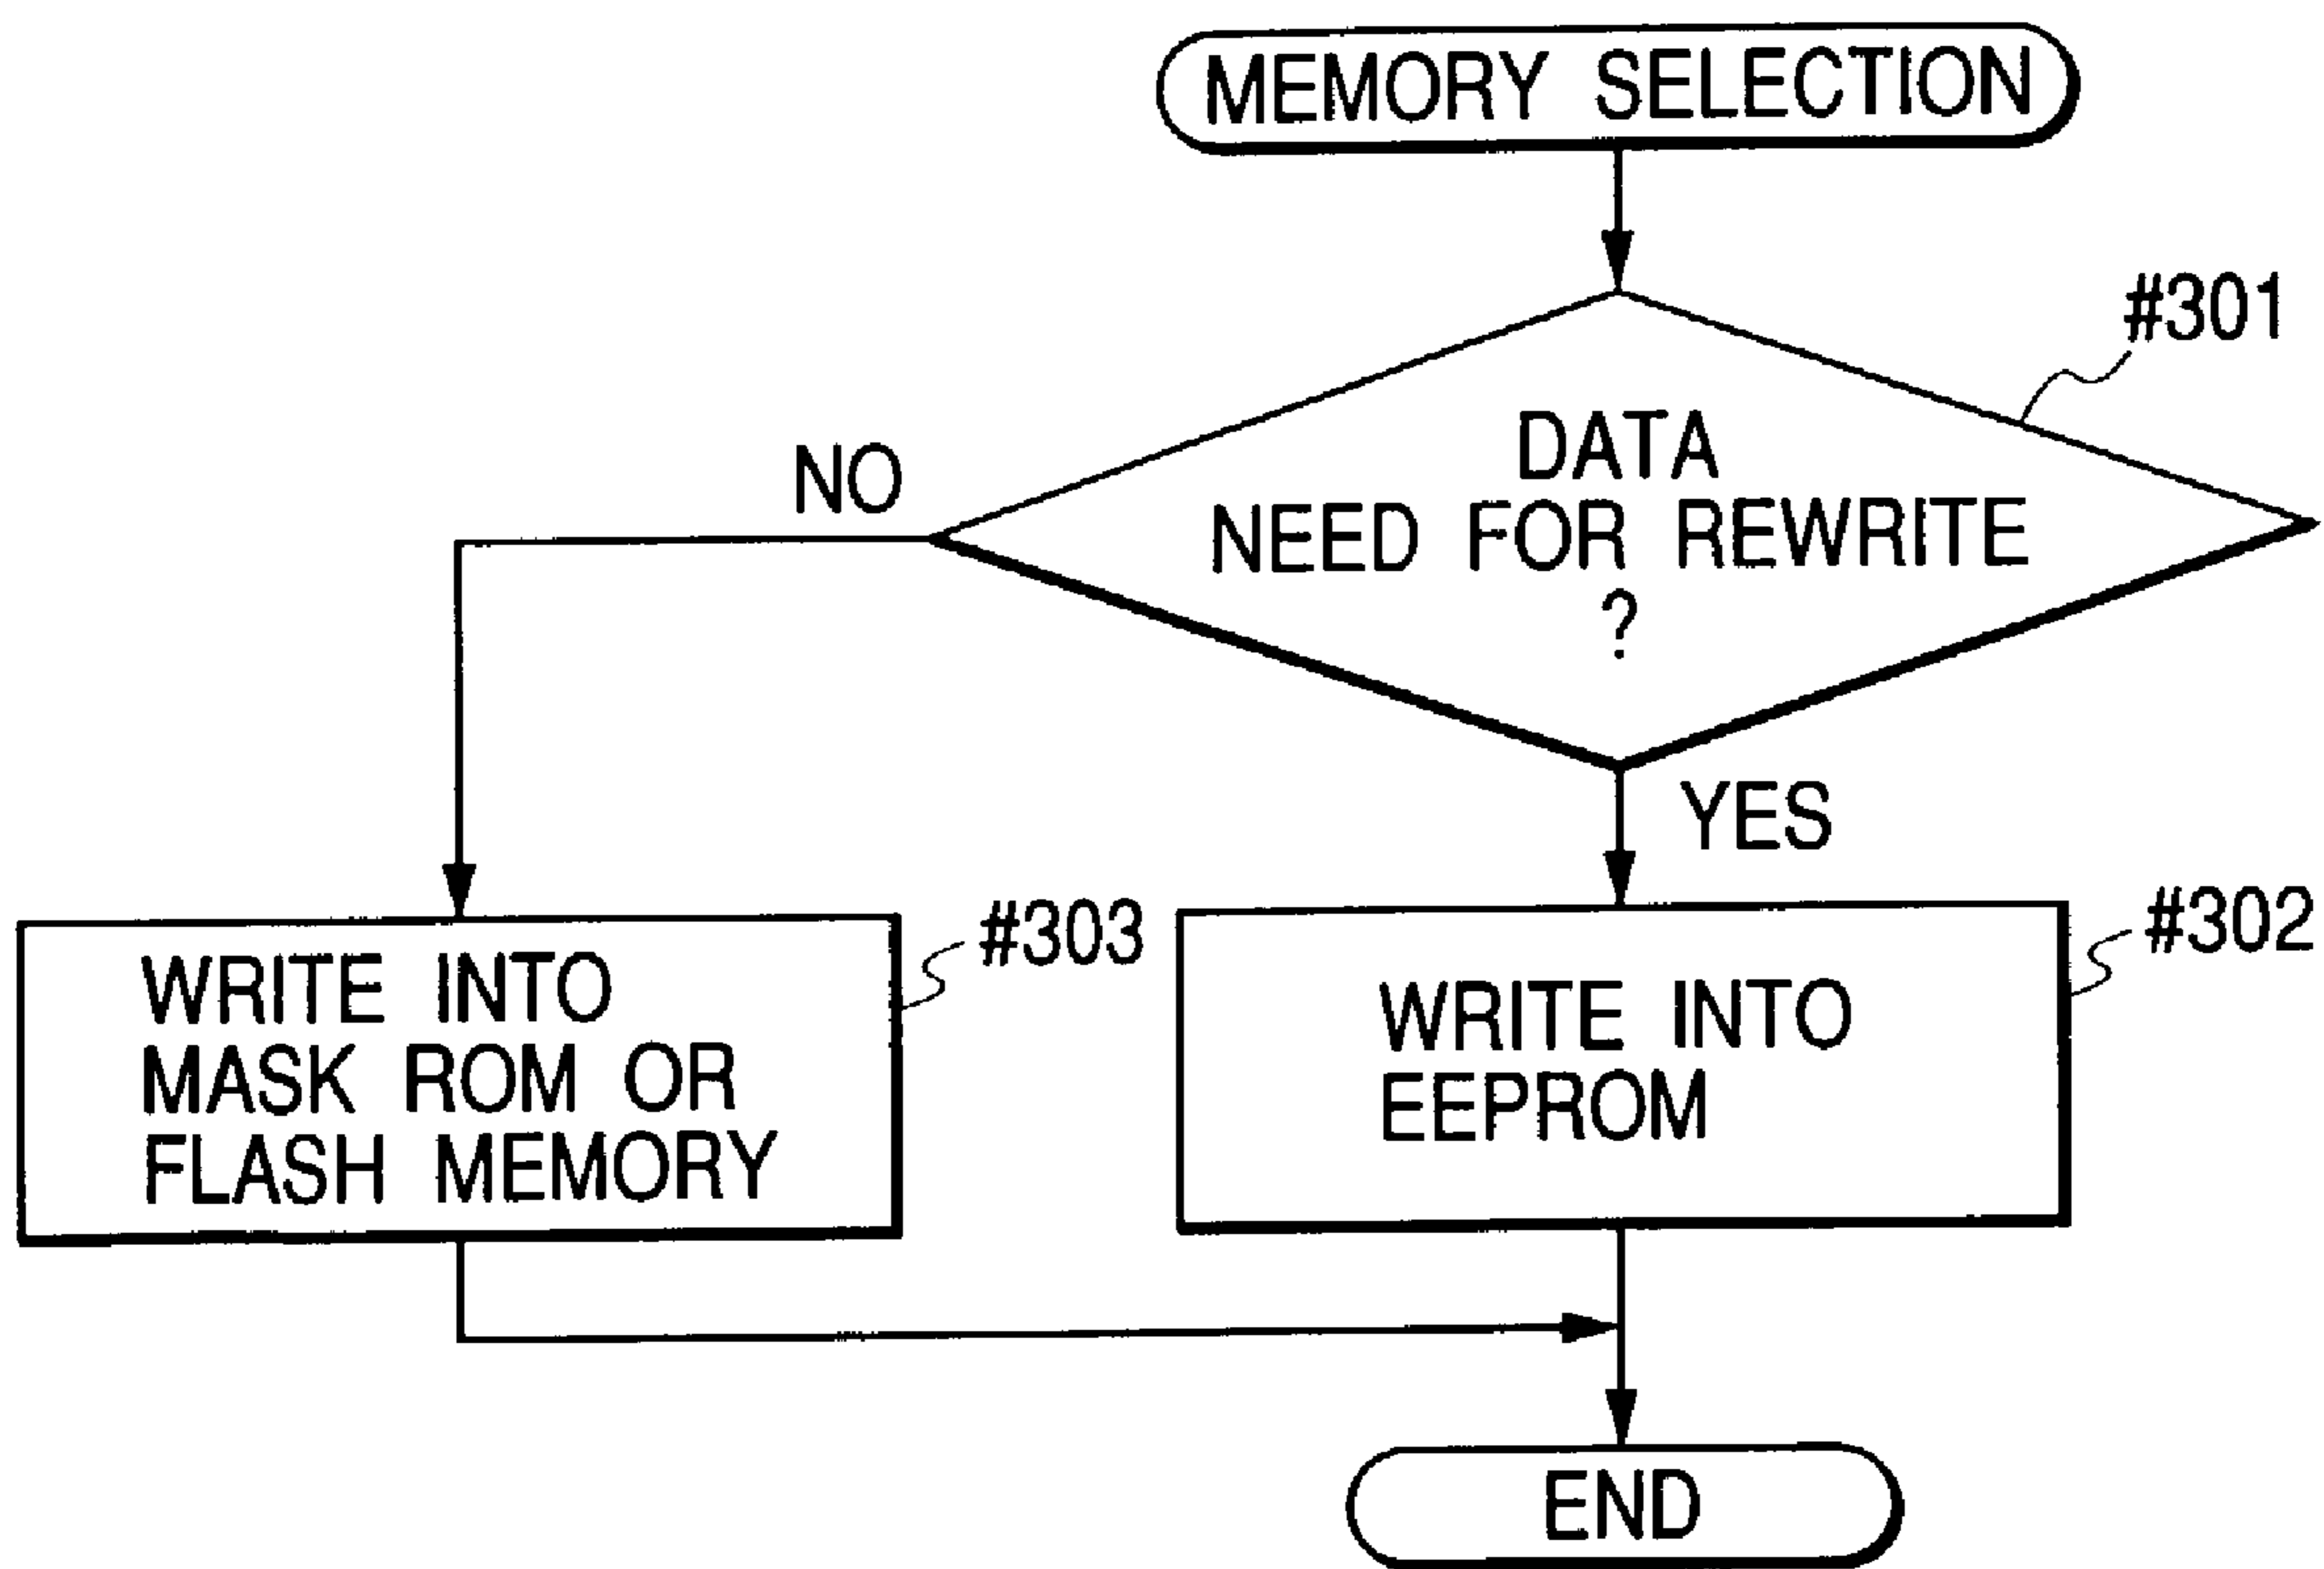 MEMORY SELECTION
#301
DATA
NEED FOR REWRITE
?
NO
YES
#303
WRITE INTO
MASK ROM OR
FLASH MEMORY
#302
WRITE INTO
EEPROM
END